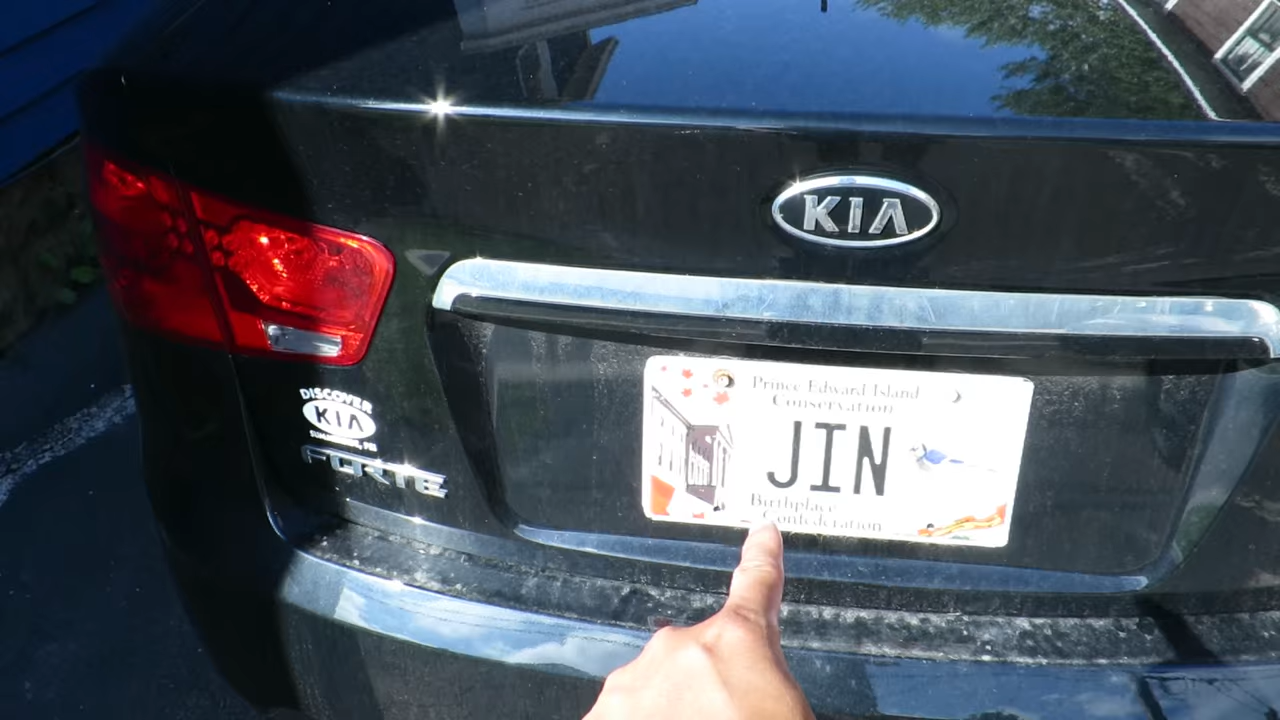 KIA
Prince Edward Island
Conservation
JIN
Birthplace
Confederation
DISCOVER
KIA
FORTE